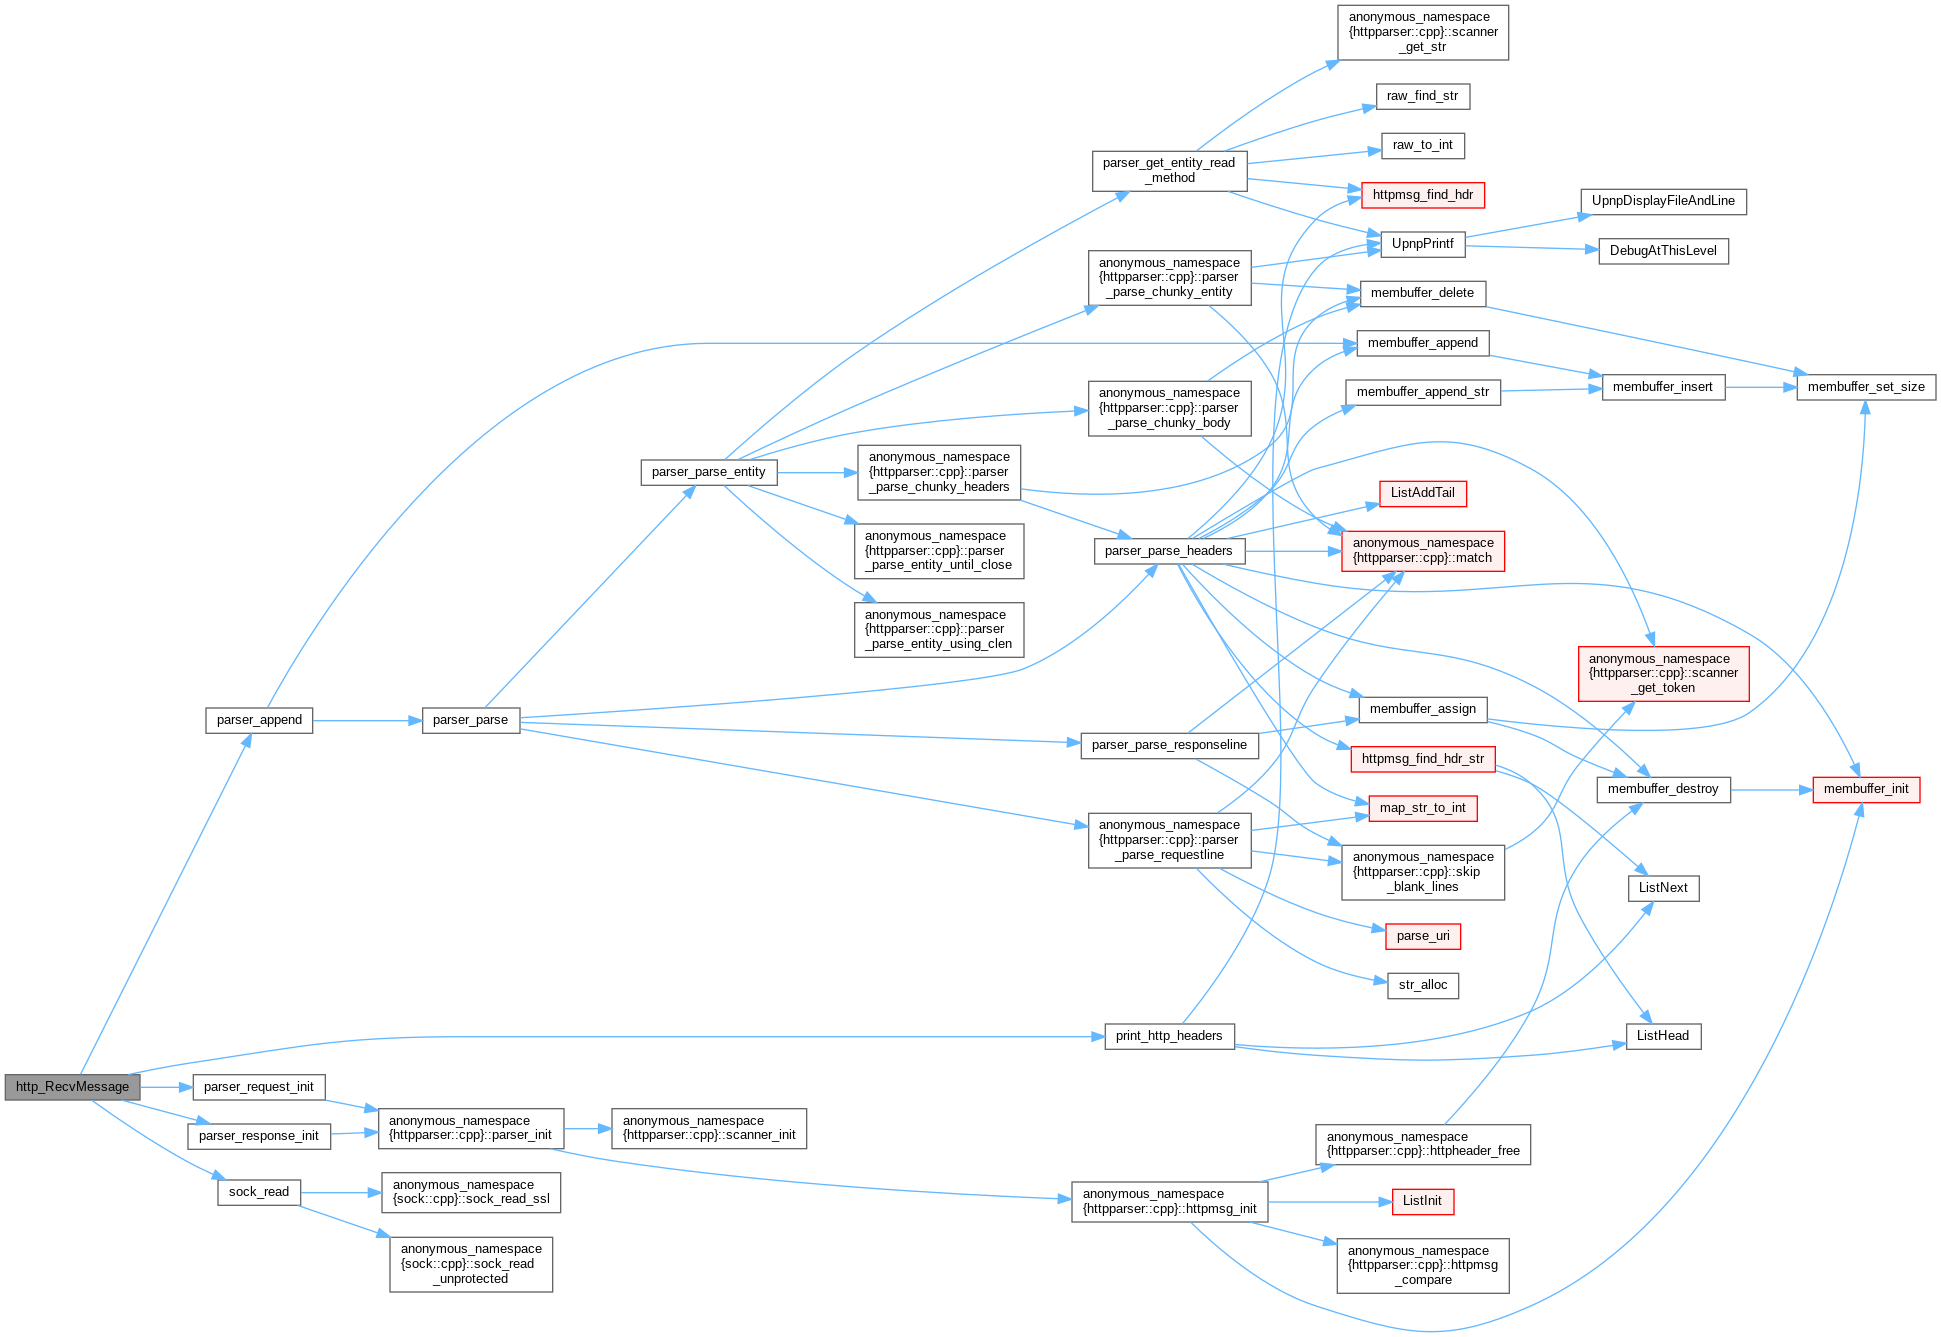 anonymous_namespace
{httpparser::cpp}::scanner
_get_str
raw_find_str
raw_to_int
parser_get_entity_read
_method
httpmsg_find_hdr
UpnpDisplayFileAndLine
UpnpPrintf
DebugAtThisLevel
anonymous_namespace
{httpparser::cpp}::parser
_parse_chunky_entity
membuffer_delete
membuffer_append
anonymous_namespace
{httpparser::cpp}::parser
_parse_chunky_body
membuffer_append_str
membuffer_insert
membuffer_set_size
parser_parse_entity
anonymous_namespace
{httpparser::cpp}::parser
_parse_chunky_headers
ListAddTail
anonymous_namespace
{httpparser::cpp}::parser
_parse_entity_until_close
parser_parse_headers
anonymous_namespace
{httpparser::cpp}::match
anonymous_namespace
{httpparser::cpp}::parser
_parse_entity_using_clen
anonymous_namespace
{httpparser::cpp}::scanner
_get_token
parser_append
parser_parse
membuffer_assign
parser_parse_responseline
httpmsg_find_hdr_str
membuffer_destroy
membuffer_init
map_str_to_int
anonymous_namespace
{httpparser::cpp}::parser
_parse_requestline
anonymous_namespace
{httpparser::cpp}::skip
_blank_lines
ListNext
parse_uri
str_alloc
print_http_headers
ListHead
http_RecvMessage
parser_request_init
parser_response_init
anonymous_namespace
{httpparser::cpp}::parser_init
anonymous_namespace
{httpparser::cpp}::scanner_init
anonymous_namespace
{httpparser::cpp}::httpheader_free
sock_read
anonymous_namespace
{sock::cpp}::sock_read_ssl
anonymous_namespace
{httpparser::cpp}::httpmsg_init
ListInit
anonymous_namespace
{sock::cpp}::sock_read
_unprotected
anonymous_namespace
{httpparser::cpp}::httpmsg
_compare